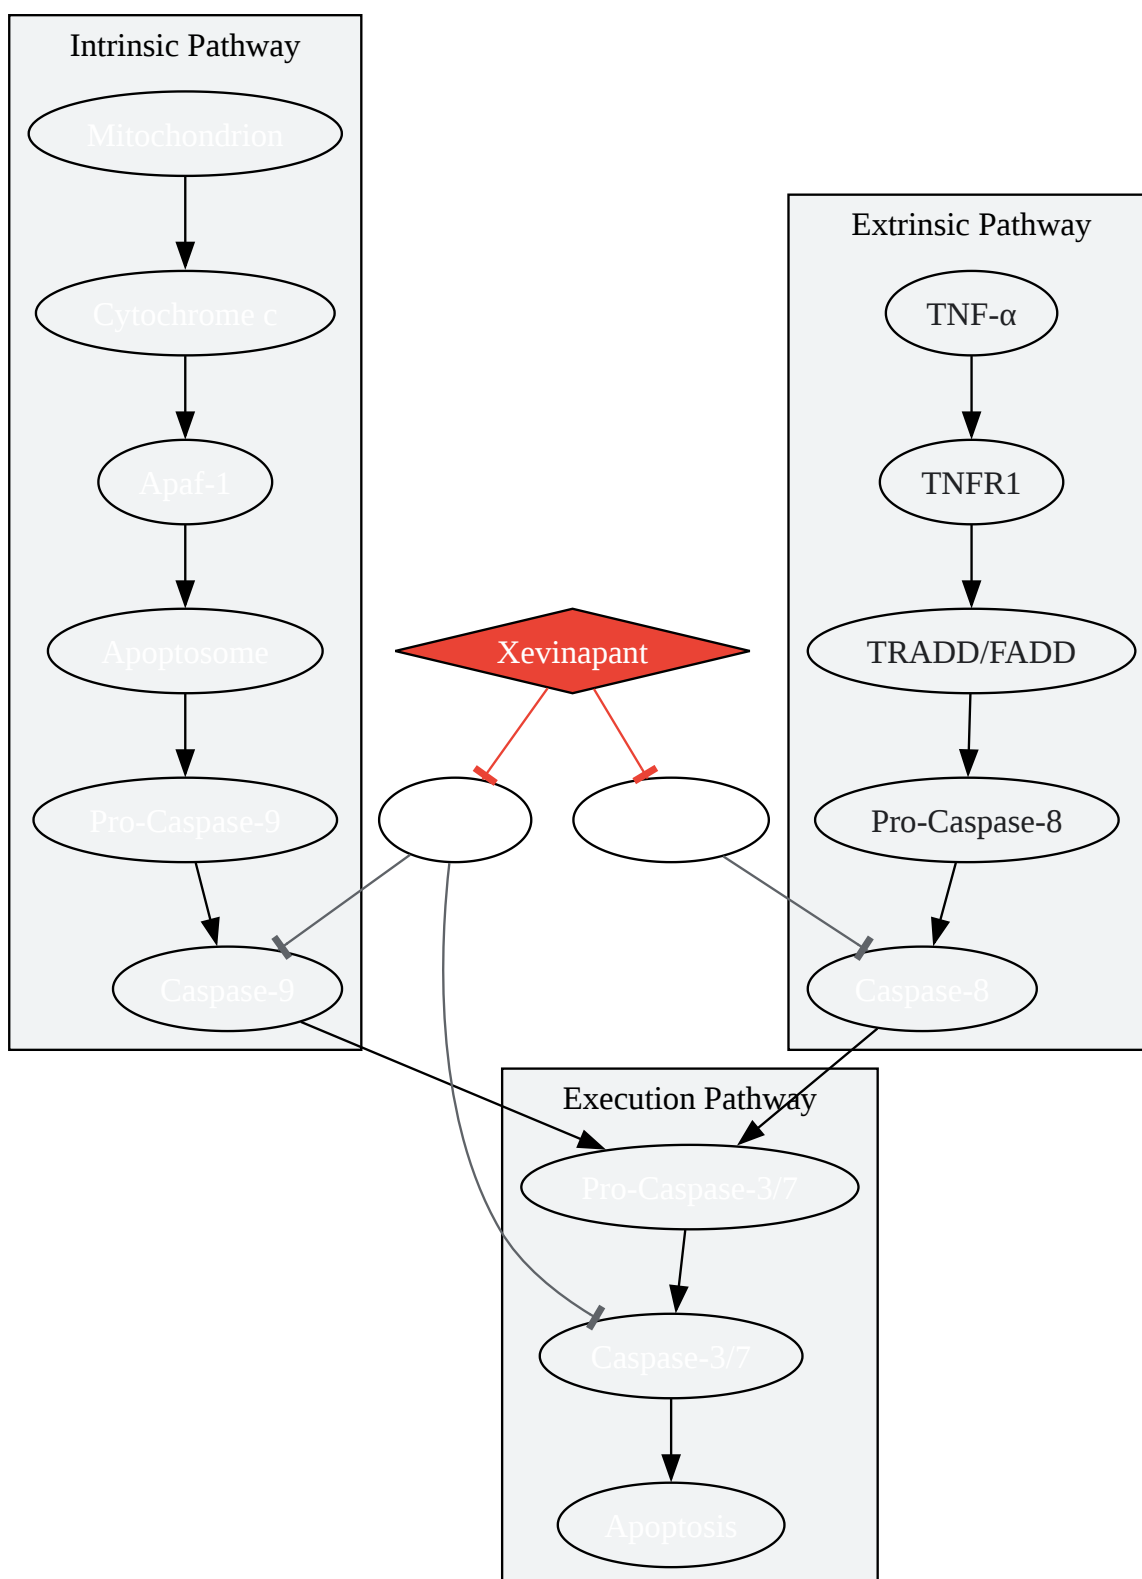 Intrinsic Pathway
Mitochondrion
Cytochrome c
Apaf-1
Apoptosome
Pro-Caspase-9
Caspase-9
Xevinapant
Extrinsic Pathway
TNF-α
TNFR1
TRADD/FADD
Pro-Caspase-8
Caspase-8
Execution Pathway
Pro-Caspase-3/7
Caspase-3/7
Apoptosis